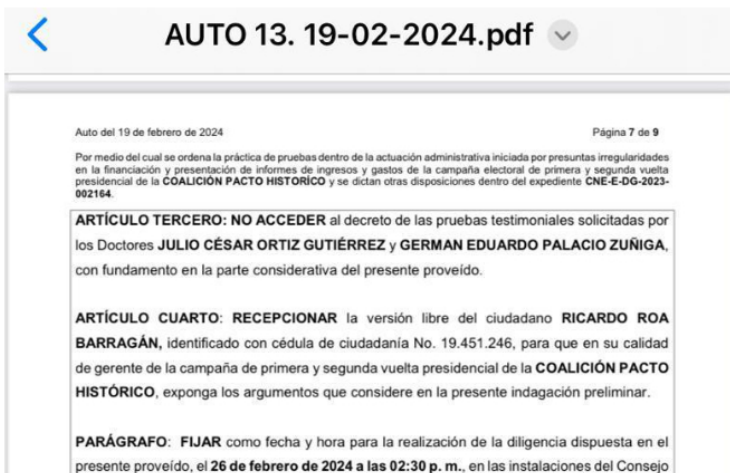 AUTO 13. 19-02-2024.pdf
Auto del 19 de febrero de 2024 Página 7 de 9
Por medio del cual se ordena la práctica de pruebas dentro de la actuación administrativa iniciada por presuntas irregularidades
en la financiación y presentación de informes de ingresos y gastos de la campaña electoral de primera y segunda vuelta
presidencial de la COALICIÓN PACTO HISTORÍCO y se dictan otras disposiciones dentro del expediente CNE-E-DG-2023-
002164.
ARTÍCULO TERCERO: NO ACCEDER al decreto de las pruebas testimoniales solicitadas por
los Doctores JULIO CÉSAR ORTIZ GUTIÉRREZ y GERMAN EDUARDO PALACIO ZUÑIGA,
con fundamento en la parte considerativa del presente proveído.
ARTÍCULO CUARTO: RECEPCIONAR la versión libre del ciudadano RICARDO ROA
BARRAGÁN, identificado con cédula de ciudadanía No. 19.451.246, para que en su calidad
de gerente de la campaña de primera y segunda vuelta presidencial de la COALICIÓN PACTO
HISTÓRICO, exponga los argumentos que considere en la presente indagación preliminar.
PARÁGRAFO: FIJAR como fecha y hora para la realización de la diligencia dispuesta en el
presente proveído, el 26 de febrero de 2024 a las 02:30 p. m., en las instalaciones del Consejo